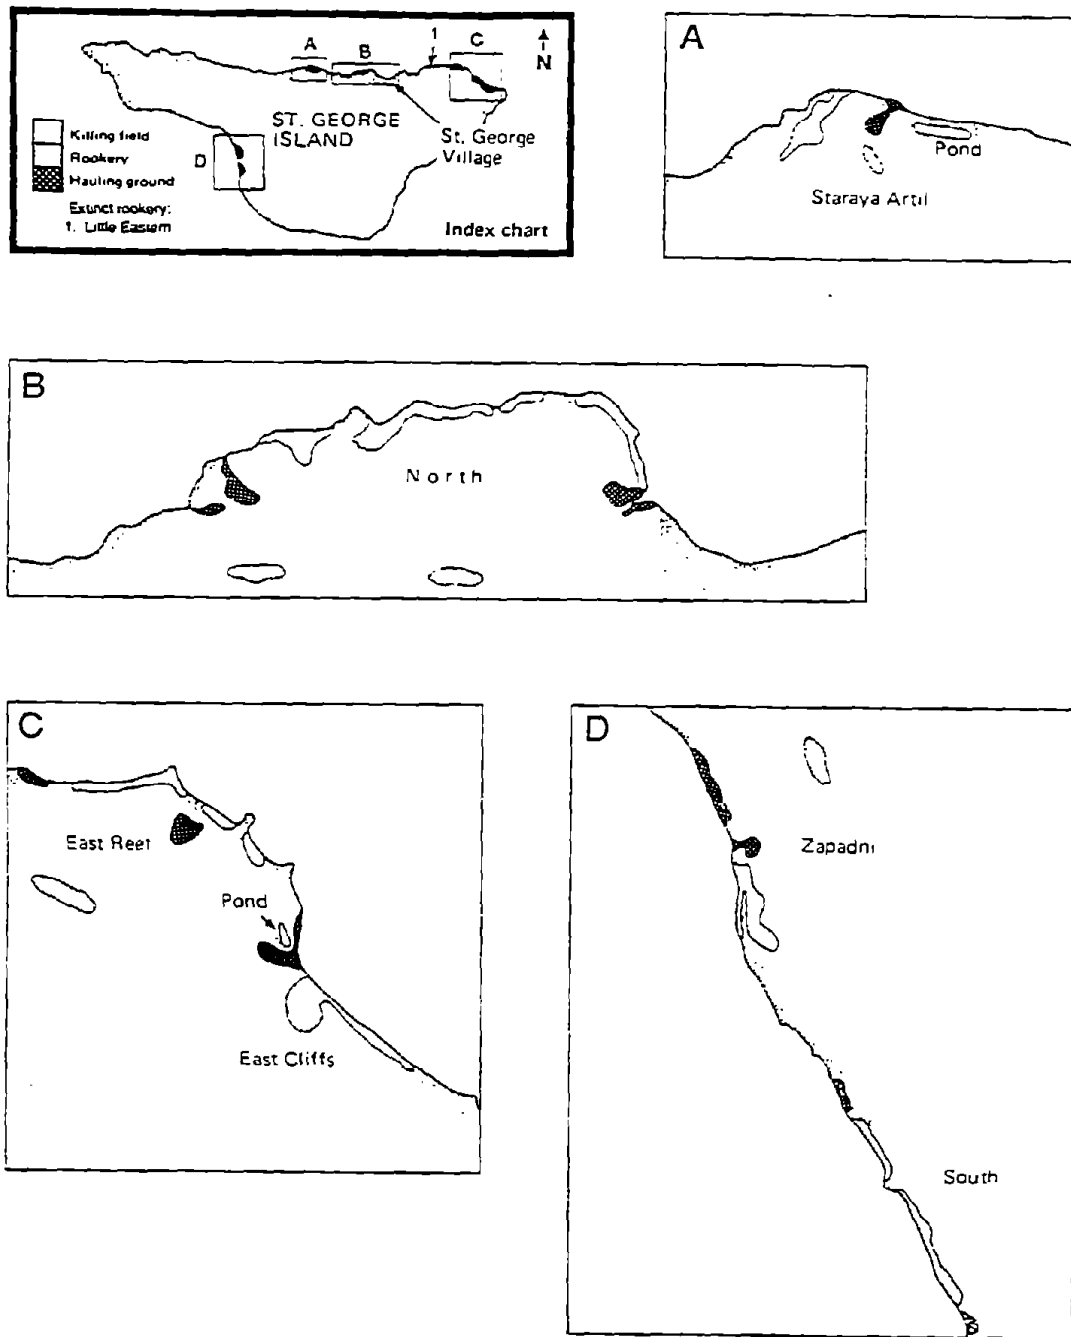 A
B
1
C
N
ST. GEORGE
ISLAND
St. George
Village
D
Killing field
Rookery
Hauling ground
Extinct rookery:
1. Little Eastern
Index chart
A
Pond
Staraya Artil
B
North
C
East Reef
Pond
East Cliffs
D
Zapadni
South